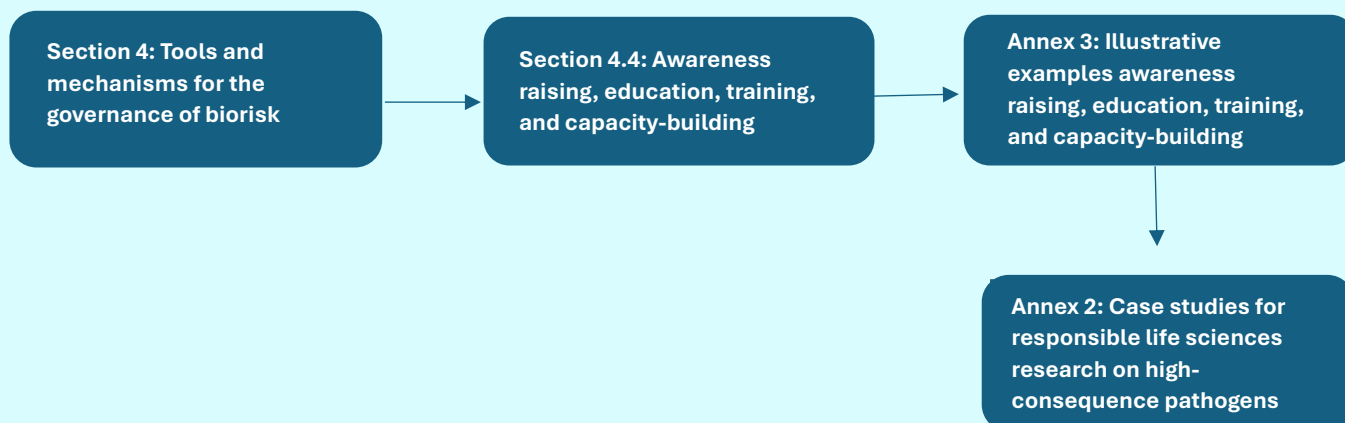 Section 4: Tools and
mechanisms for the
governance of biorisk
Section 4.4: Awareness
raising, education, training,
and capacity-building
Annex 3: Illustrative
examples awareness
raising, education, training,
and capacity-building
Annex 2: Case studies for
responsible life sciences
research on high-
consequence pathogens